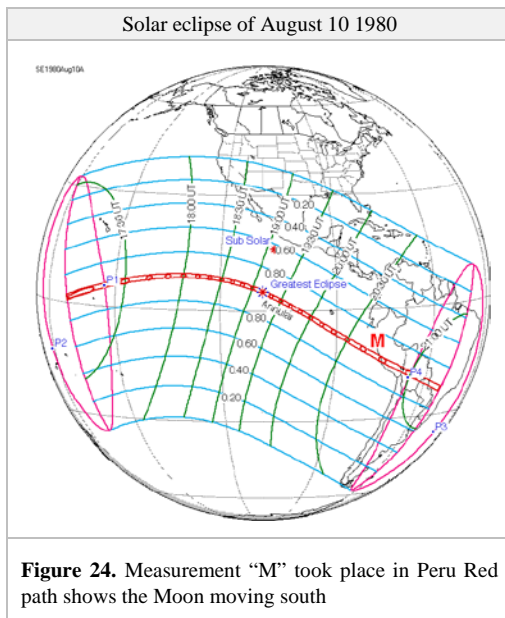 Solar eclipse of August 10 1980
SE1980Aug10A
17:30 UT
18:00 UT
18:30 UT
19:00 UT
19:30 UT
20:00 UT
20:30 UT
21:00 UT
0.20
0.40
Sub Solar
0.60
0.80
P1
Greatest Eclipse
Annular
0.80
M
P2
0.60
P4
0.40
0.20
P3
Figure 24. Measurement “M” took place in Peru Red
path shows the Moon moving south